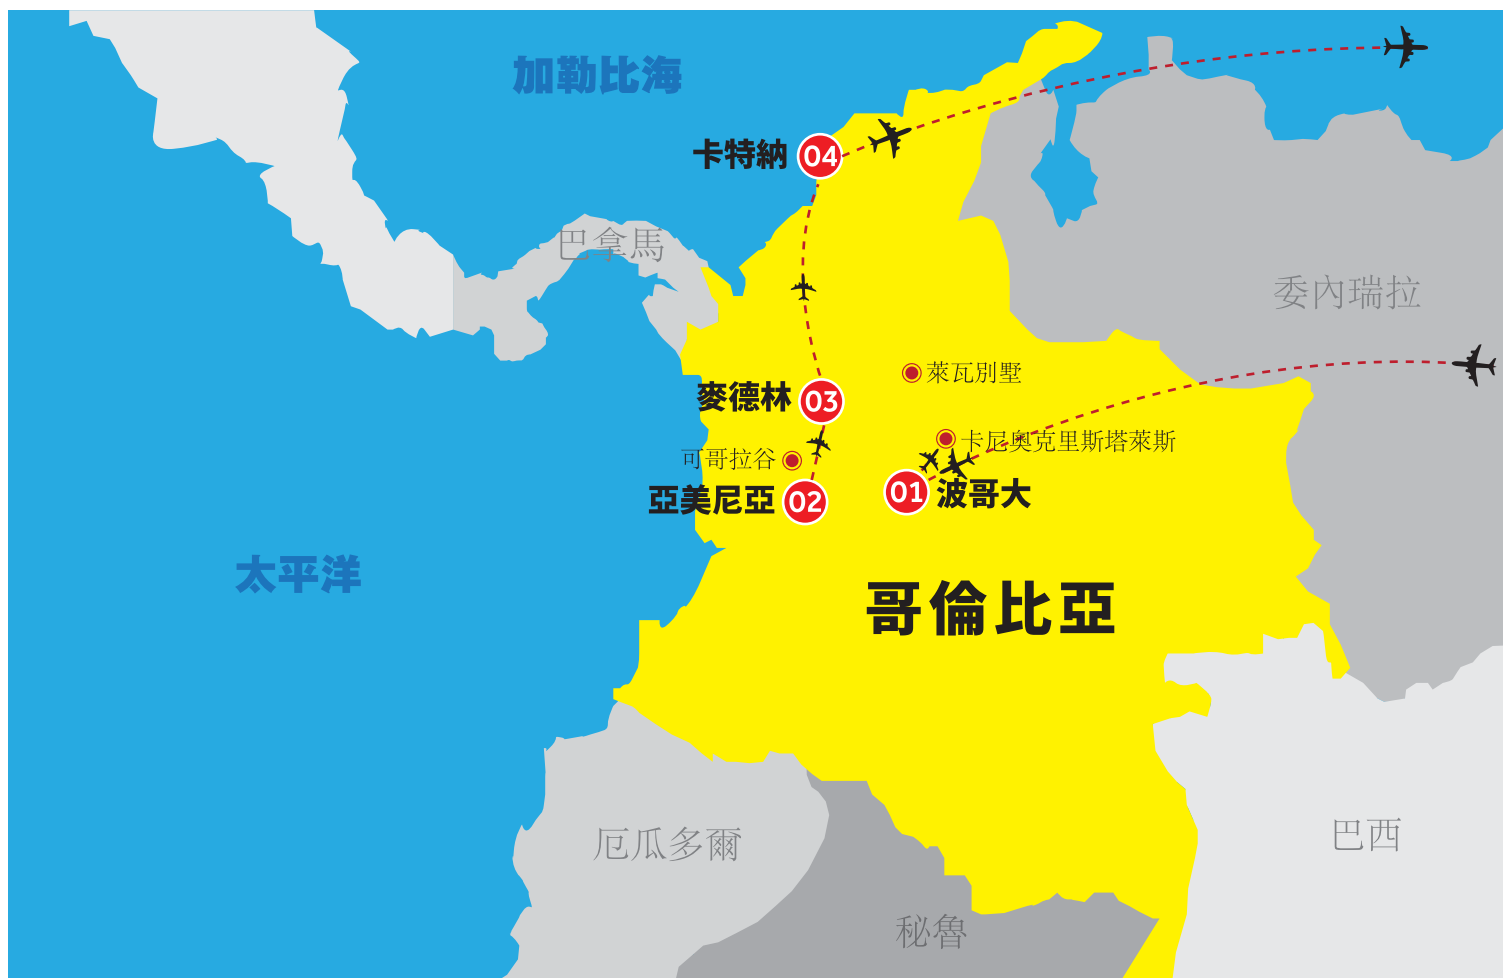 加勒比海
04
卡特納
巴拿馬
委內瑞拉
萊瓦別墅
03
麥德林
卡尼奧克里斯塔萊斯
可哥拉谷
01
波哥大
02
亞美尼亞
太平洋
哥倫比亞
厄瓜多爾
巴西
秘魯